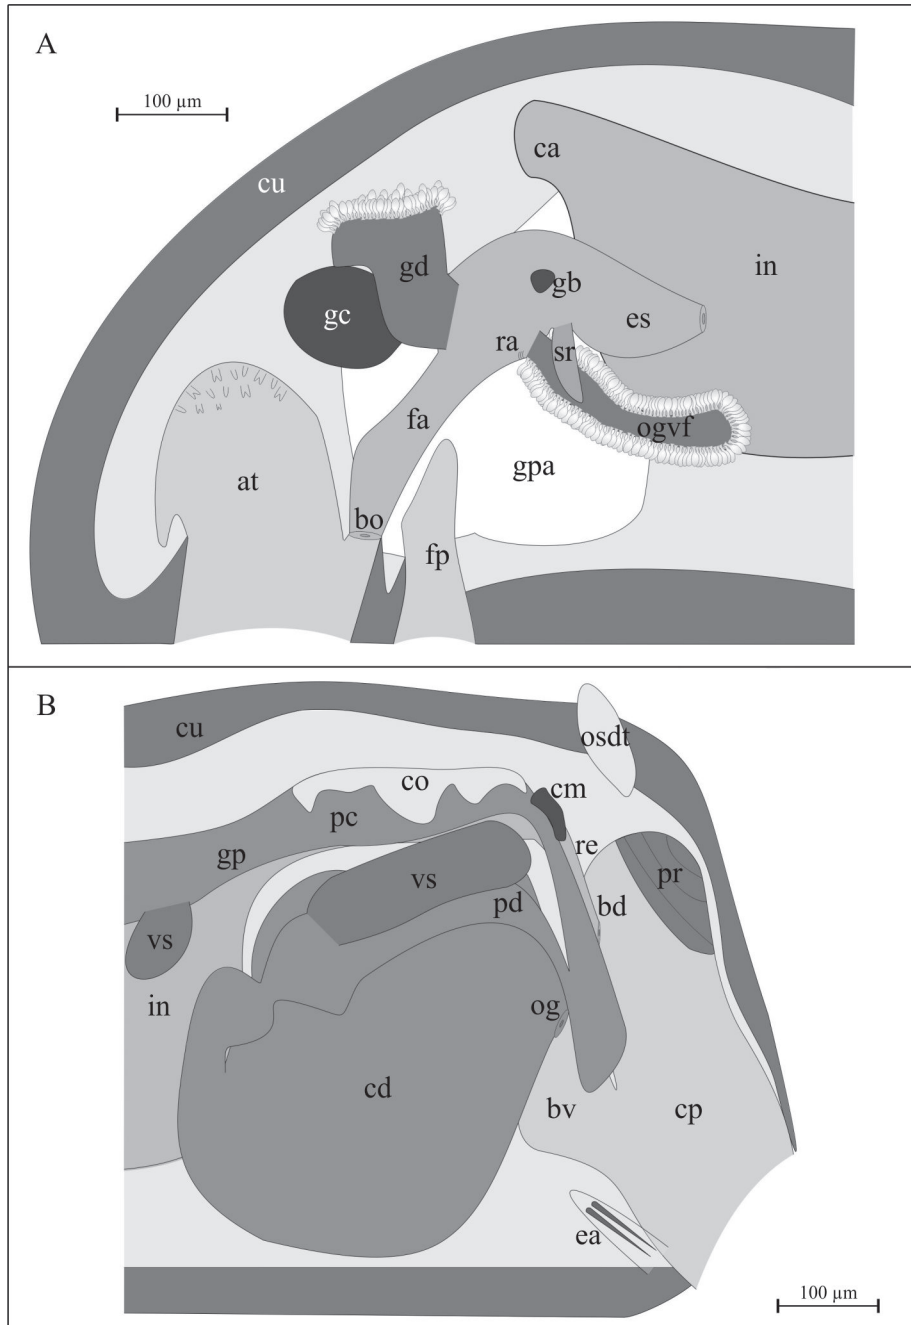 A
100 µm
ca
cu
gd
in
gb
gc
es
ra
sr
fa
ogvf
gpa
at
bo
fp
B
osdt
cu
co
cm
pc
re
gp
pr
vs
pd
bd
vs
in
og
cd
bv
cp
ea
100 µm